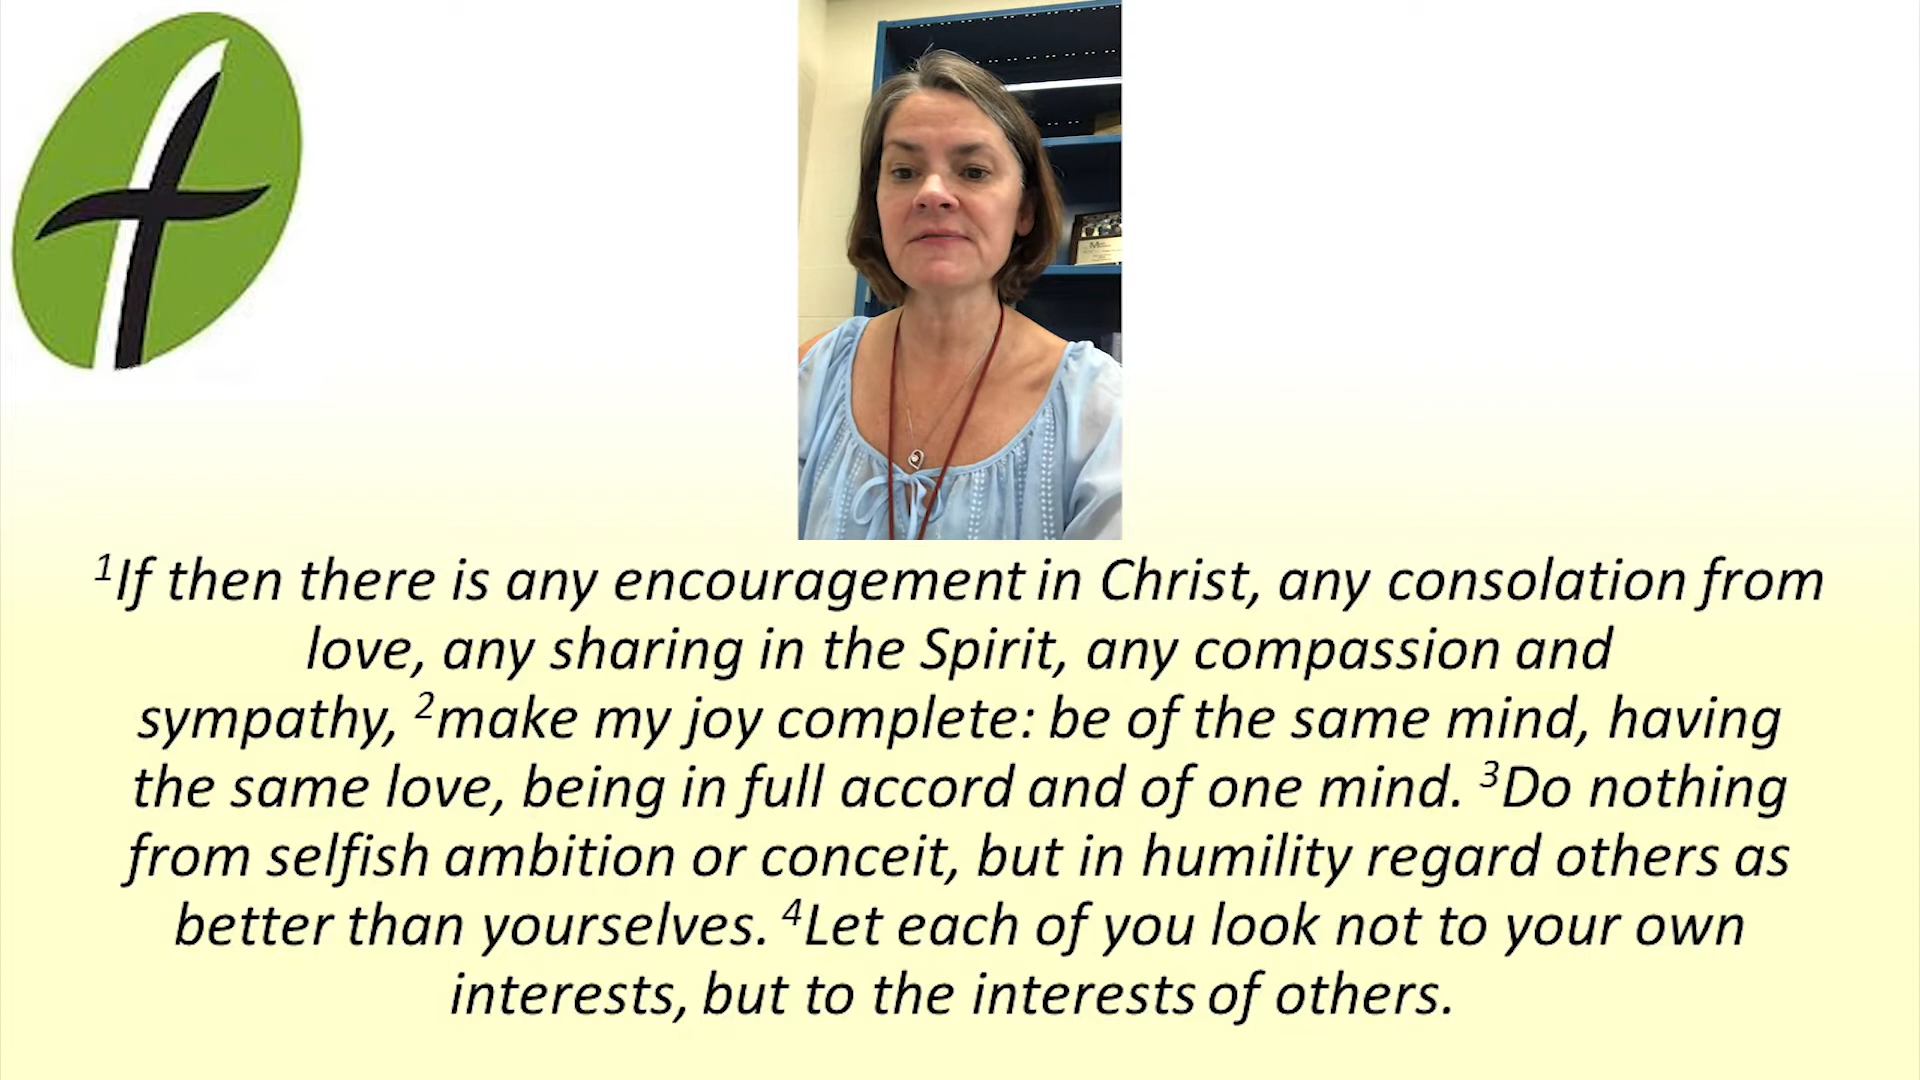 ¹If then there is any encouragement in Christ, any consolation from
love, any sharing in the Spirit, any compassion and
sympathy, ²make my joy complete: be of the same mind, having
the same love, being in full accord and of one mind. ³Do nothing
from selfish ambition or conceit, but in humility regard others as
better than yourselves. ⁴Let each of you look not to your own
interests, but to the interests of others.